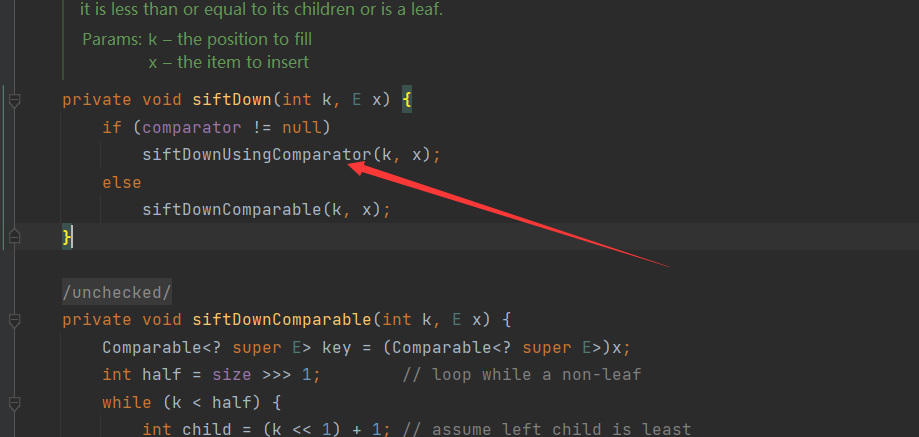 it is less than or equal to its children or is a leaf.
Params: k – the position to fill
x – the item to insert
private void siftDown(int k, E x) {
if (comparator != null)
siftDownUsingComparator(k, x);
else
siftDownComparable(k, x);
}
/unchecked/
private void siftDownComparable(int k, E x) {
Comparable<? super E> key = (Comparable<? super E>)x;
int half = size >>> 1;        // loop while a non-leaf
while (k < half) {
int child = (k << 1) + 1; // assume left child is least